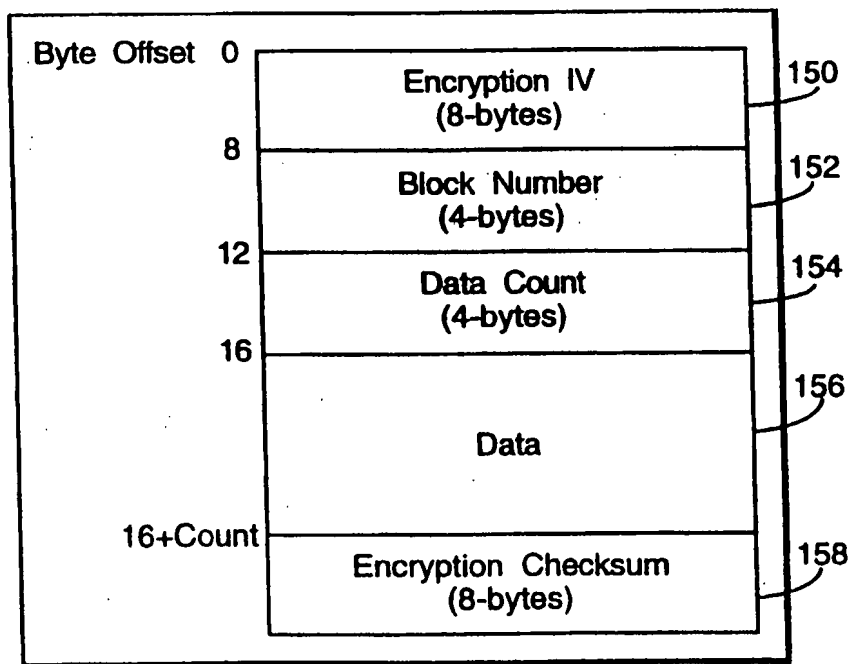 Byte Offset 0
Encryption IV
(8-bytes)
150
8
Block Number
(4-bytes)
152
12
Data Count
(4-bytes)
154
16
Data
156
16+Count
Encryption Checksum
(8-bytes)
158